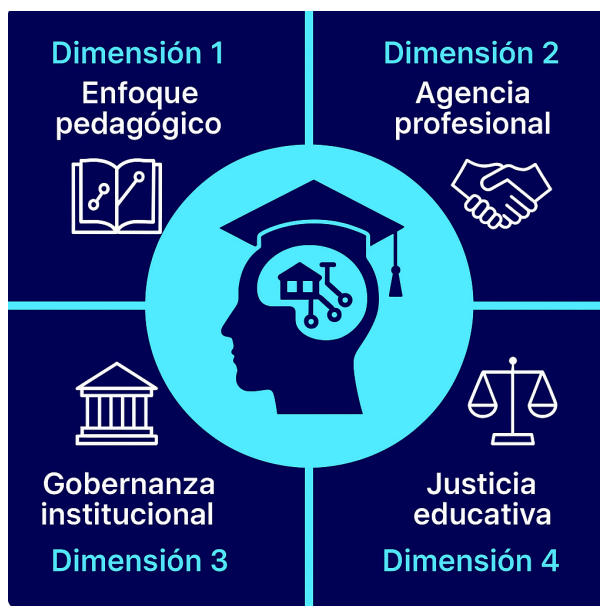 Dimensión 1
Enfoque
pedagógico
Dimensión 2
Agencia
profesional
Gobernanza
institucional
Dimensión 3
Justicia
educativa
Dimensión 4